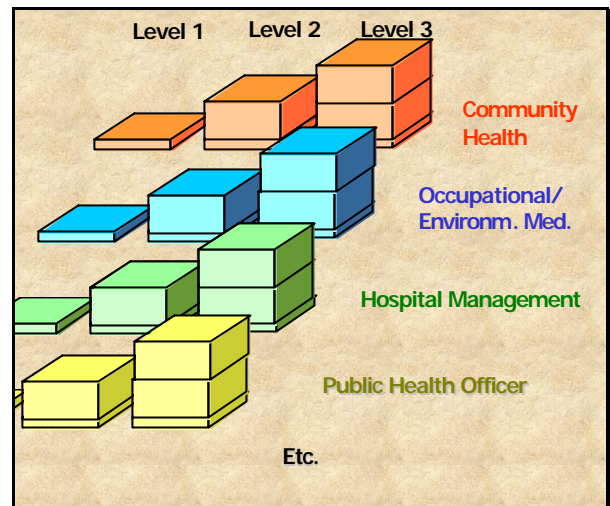 Level 1 Level 2 Level 3
Community
Health
Occupational/
Environm. Med.
Hospital Management
Public Health Officer
Etc.